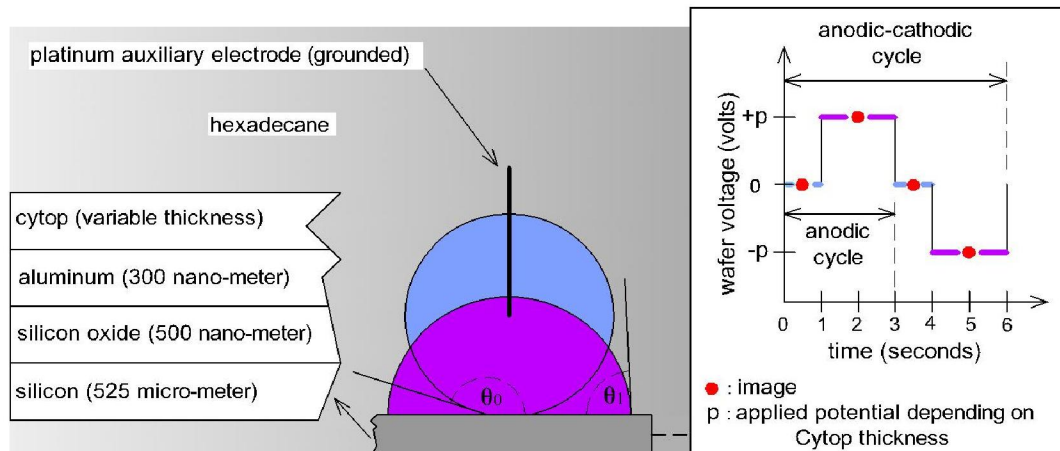 platinum auxiliary electrode (grounded)
hexadecane
cytop (variable thickness)
aluminum (300 nano-meter)
silicon oxide (500 nano-meter)
silicon (525 micro-meter)
θ₀
θ₁
anodic-cathodic
cycle
wafer voltage (volts)
+p
0
-p
anodic
cycle
0 1 2 3 4 5 6
time (seconds)
: image
p : applied potential depending on
Cytop thickness